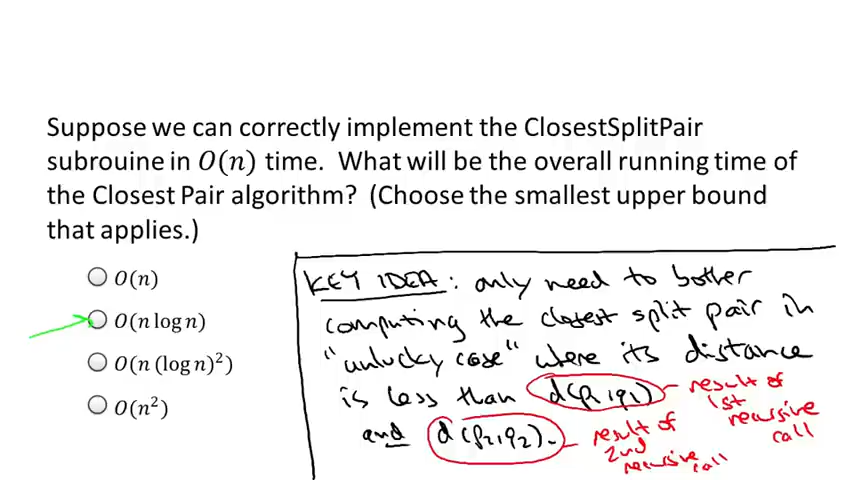 Suppose we can correctly implement the ClosestSplitPair
subrouine in O(n) time. What will be the overall running time of
the Closest Pair algorithm? (Choose the smallest upper bound
that applies.)
O(n)
O(n log n)
O(n (log n)²)
O(n²)
KEY IDEA: only need to bother
computing the closest split pair in
"unlucky case" where its distance
is less than d(p₁,q₁)
and d(p₂,q₂).
result of
1st
recursive
call
result of
2nd
recursive call